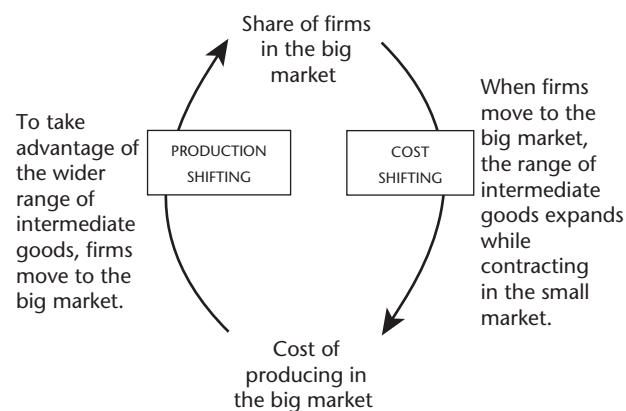 Share of firms
in the big
market
To take
advantage of
the wider
range of
intermediate
goods, firms
move to the
big market.
PRODUCTION
SHIFTING
COST
SHIFTING
When firms
move to the
big market,
the range of
intermediate
goods expands
while
contracting
in the small
market.
Cost of
producing in
the big market